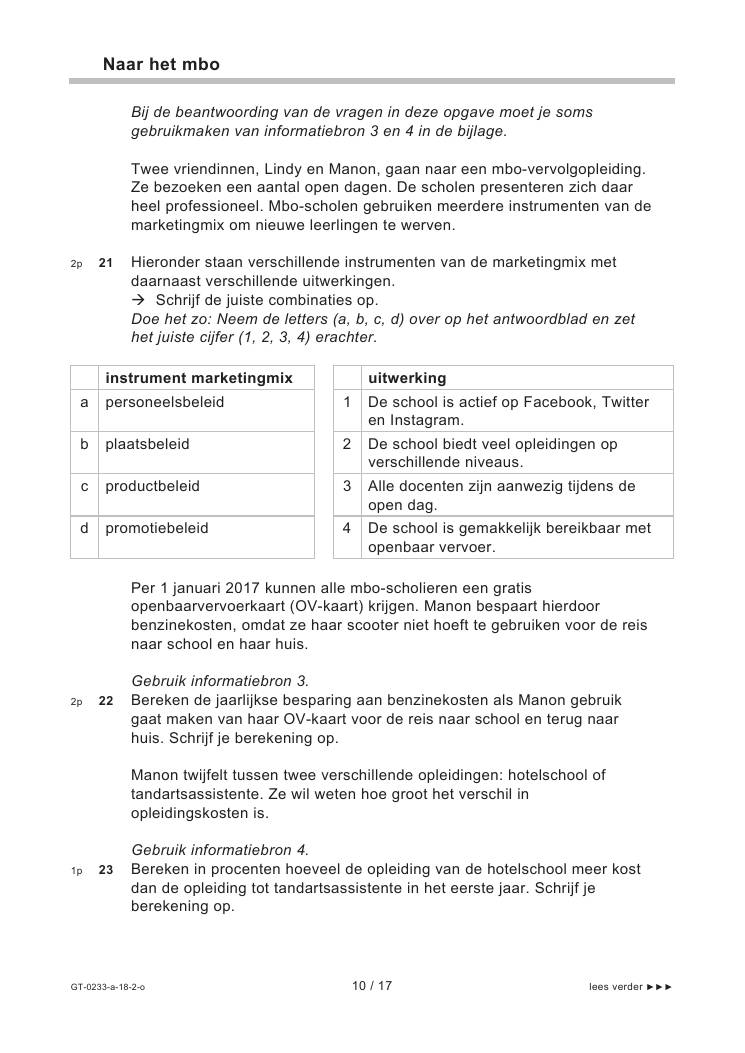 Naar het mbo
Bij de beantwoording van de vragen in deze opgave moet je soms
gebruikmaken van informatiebron 3 en 4 in de bijlage.
Twee vriendinnen, Lindy en Manon, gaan naar een mbo-vervolgopleiding.
Ze bezoeken een aantal open dagen. De scholen presenteren zich daar
heel professioneel. Mbo-scholen gebruiken meerdere instrumenten van de
marketingmix om nieuwe leerlingen te werven.
2p 21 Hieronder staan verschillende instrumenten van de marketingmix met
daarnaast verschillende uitwerkingen.
→ Schrijf de juiste combinaties op.
Doe het zo: Neem de letters (a, b, c, d) over op het antwoordblad en zet
het juiste cijfer (1, 2, 3, 4) erachter.
instrument marketingmix
a personeelsbeleid
b plaatsbeleid
c productbeleid
d promotiebeleid
uitwerking
1 De school is actief op Facebook, Twitter
en Instagram.
2 De school biedt veel opleidingen op
verschillende niveaus.
3 Alle docenten zijn aanwezig tijdens de
open dag.
4 De school is gemakkelijk bereikbaar met
openbaar vervoer.
Per 1 januari 2017 kunnen alle mbo-scholieren een gratis
openbaarvervoerkaart (OV-kaart) krijgen. Manon bespaart hierdoor
benzinekosten, omdat ze haar scooter niet hoeft te gebruiken voor de reis
naar school en haar huis.
Gebruik informatiebron 3.
2p 22 Bereken de jaarlijkse besparing aan benzinekosten als Manon gebruik
gaat maken van haar OV-kaart voor de reis naar school en terug naar
huis. Schrijf je berekening op.
Manon twijfelt tussen twee verschillende opleidingen: hotelschool of
tandartsassistente. Ze wil weten hoe groot het verschil in
opleidingskosten is.
Gebruik informatiebron 4.
1p 23 Bereken in procenten hoeveel de opleiding van de hotelschool meer kost
dan de opleiding tot tandartsassistente in het eerste jaar. Schrijf je
berekening op.
GT-0233-a-18-2-o 10 / 17 lees verder ►►►